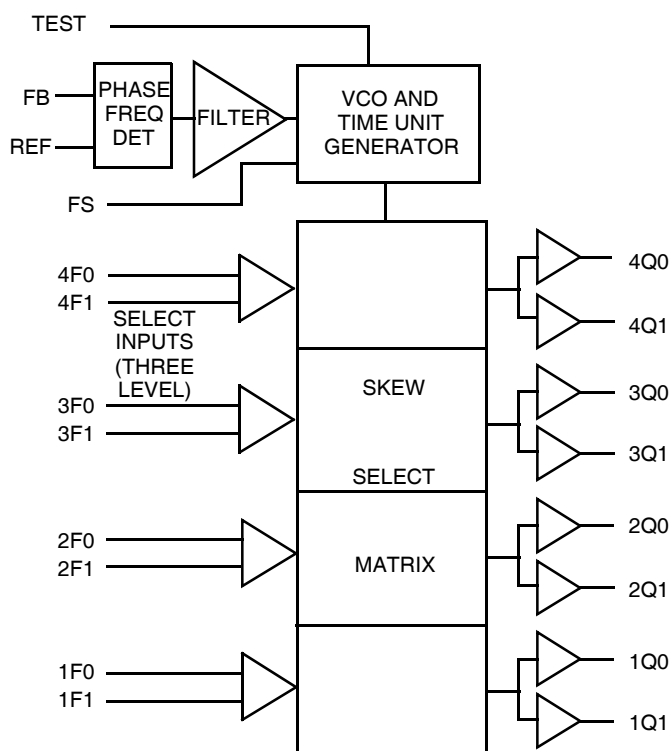 TEST
FB
REF
PHASE
FREQ
DET
FILTER
VCO AND
TIME UNIT
GENERATOR
FS
4F0
4F1
SELECT
INPUTS
(THREE
LEVEL)
3F0
3F1
2F0
2F1
1F0
1F1
SKEW
SELECT
MATRIX
4Q0
4Q1
3Q0
3Q1
2Q0
2Q1
1Q0
1Q1